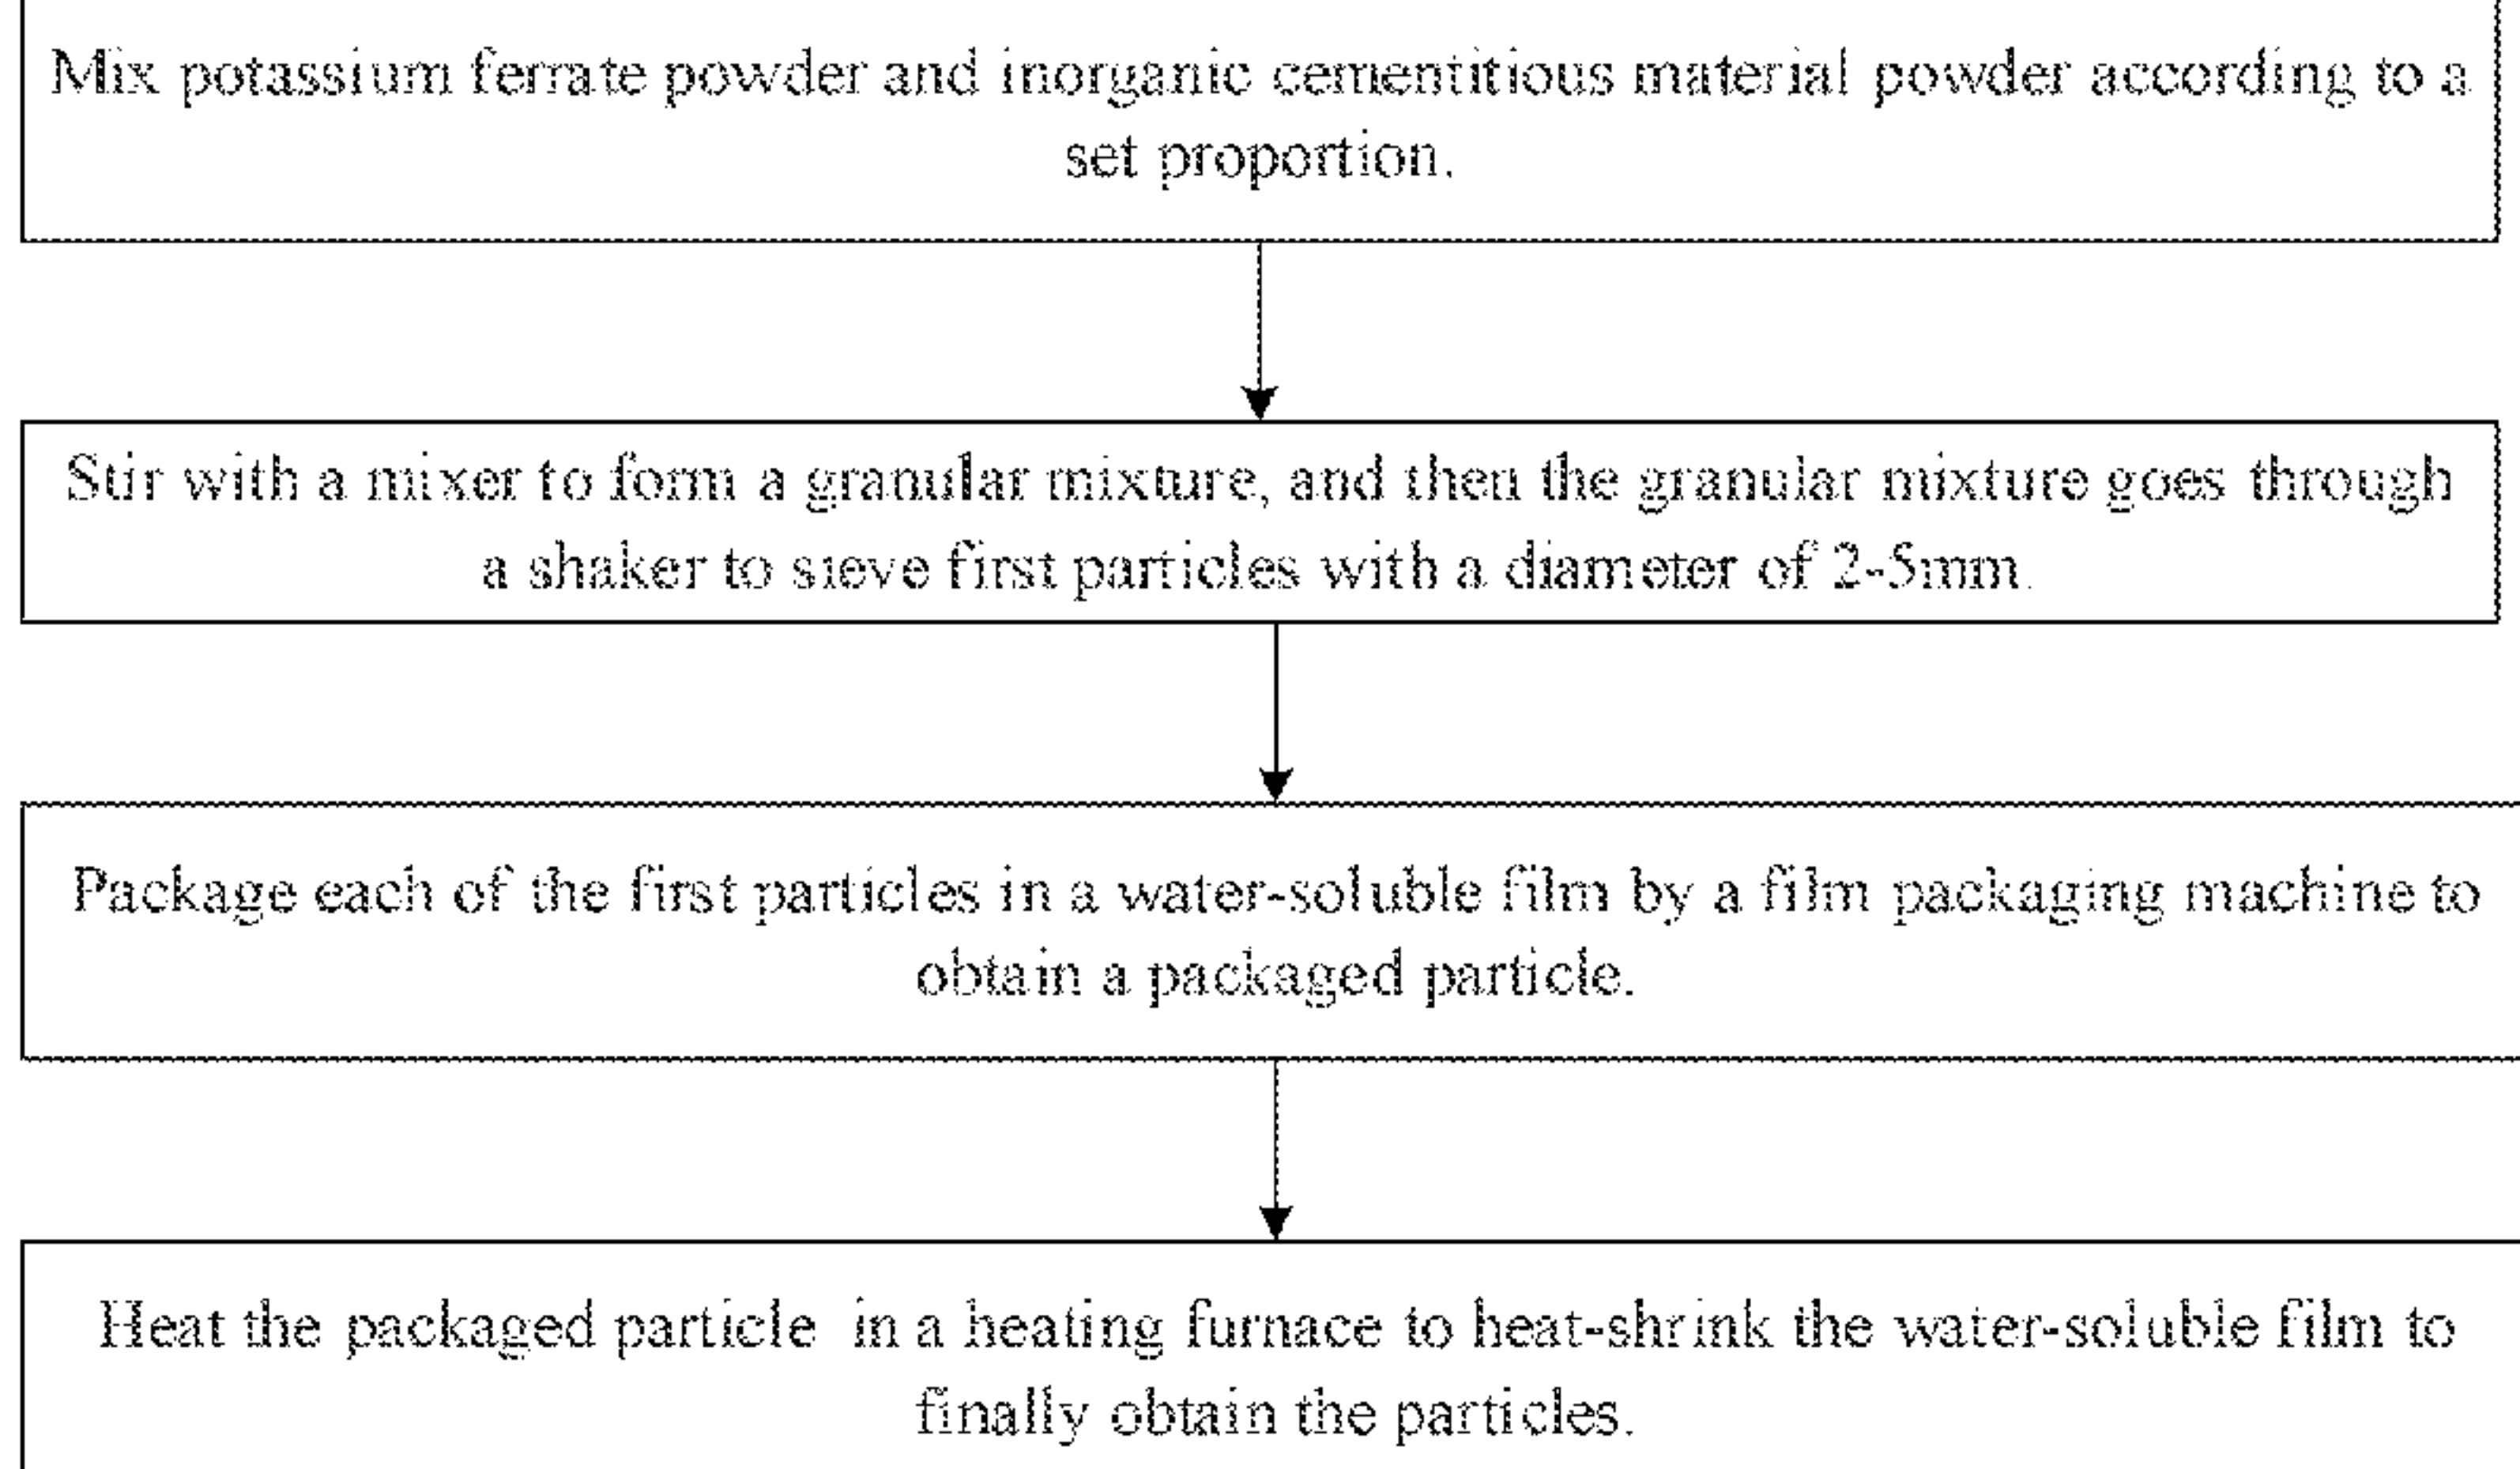 Mix potassium ferrate powder and inorganic cementitious material powder according to a
set proportion.
Stir with a mixer to form a granular mixture, and then the granular mixture goes through
a shaker to sieve first particles with a diameter of 2-5mm.
Package each of the first particles in a water-soluble film by a film packaging machine to
obtain a packaged particle.
Heat the packaged particle in a heating furnace to heat-shrink the water-soluble film to
finally obtain the particles.